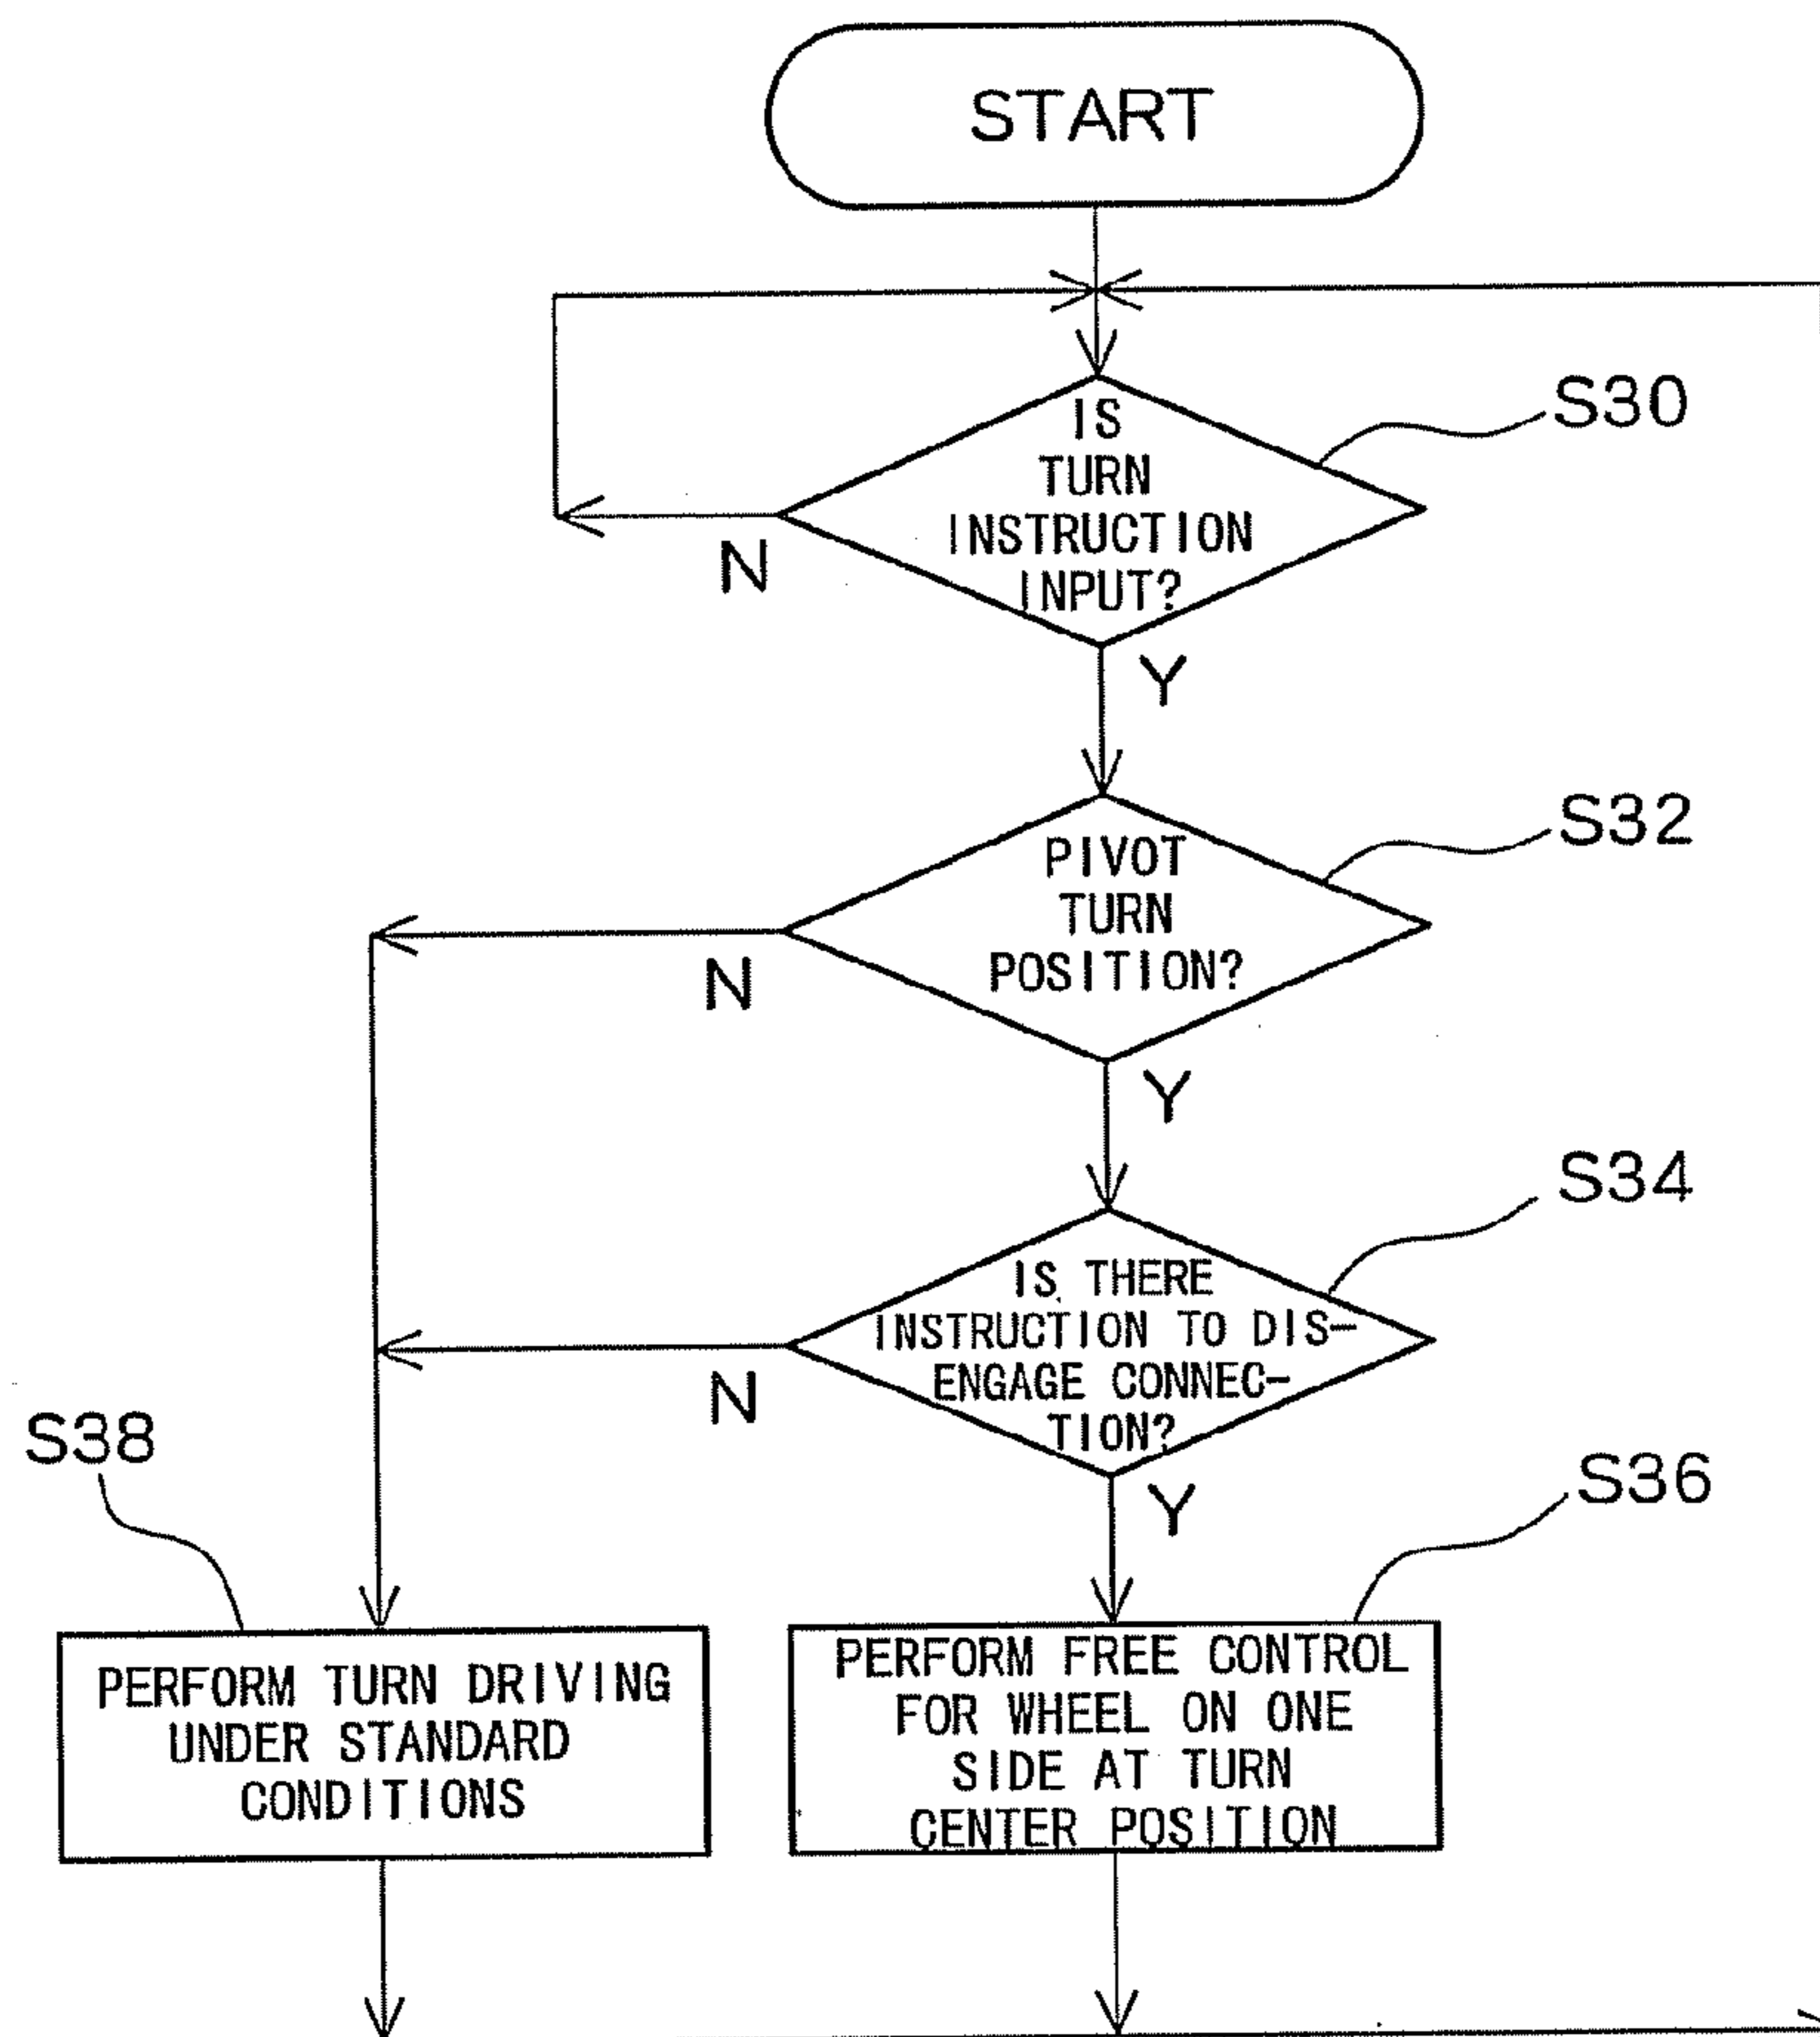 START
S30
IS
TURN
INSTRUCTION
INPUT?
N
Y
S32
PIVOT
TURN
POSITION?
N
Y
S34
IS THERE
INSTRUCTION TO DIS-
ENGAGE CONNEC-
TION?
N
Y
S38
PERFORM TURN DRIVING
UNDER STANDARD
CONDITIONS
S36
PERFORM FREE CONTROL
FOR WHEEL ON ONE
SIDE AT TURN
CENTER POSITION